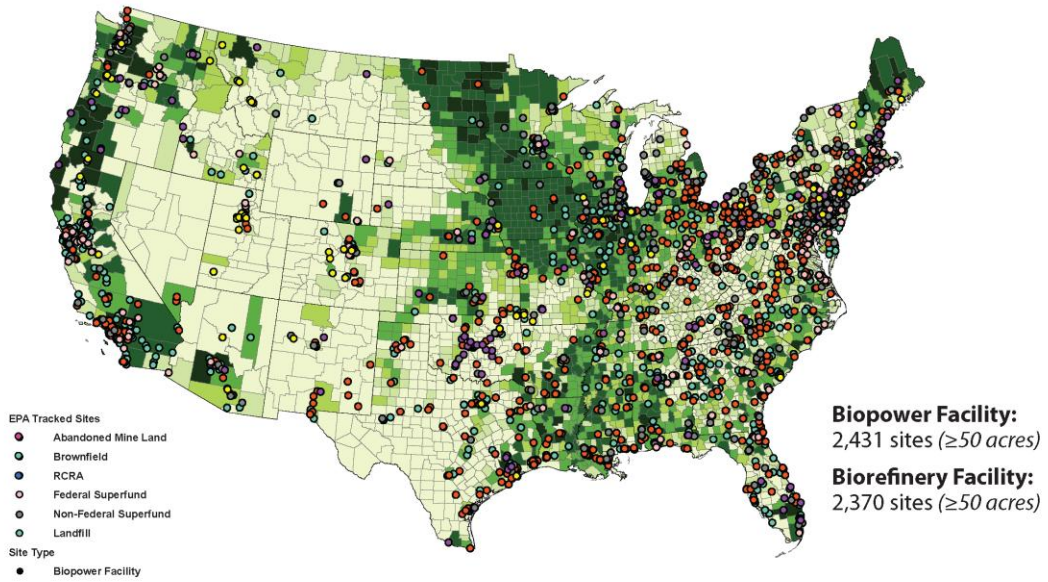 EPA Tracked Sites
Abandoned Mine Land
Brownfield
RCRA
Federal Superfund
Non-Federal Superfund
Landfill
Site Type
Biopower Facility
Biopower Facility:
2,431 sites (≥50 acres)
Biorefinery Facility:
2,370 sites (≥50 acres)